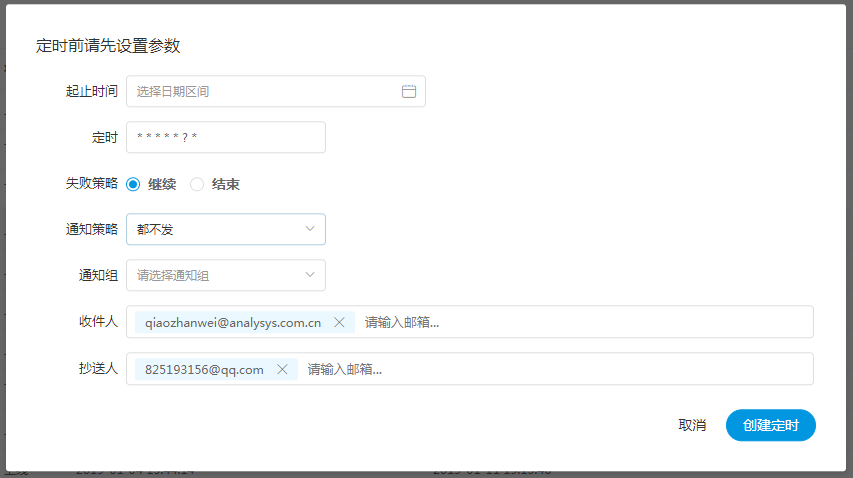 定时前请先设置参数
起止时间 选择日期区间
定时 * * * * * ? *
失败策略 继续 结束
通知策略 都不发
通知组 请选择通知组
收件人 qiaozhanwei@analysys.com.cn 请输入邮箱...
抄送人 825193156@qq.com 请输入邮箱...
取消 创建定时